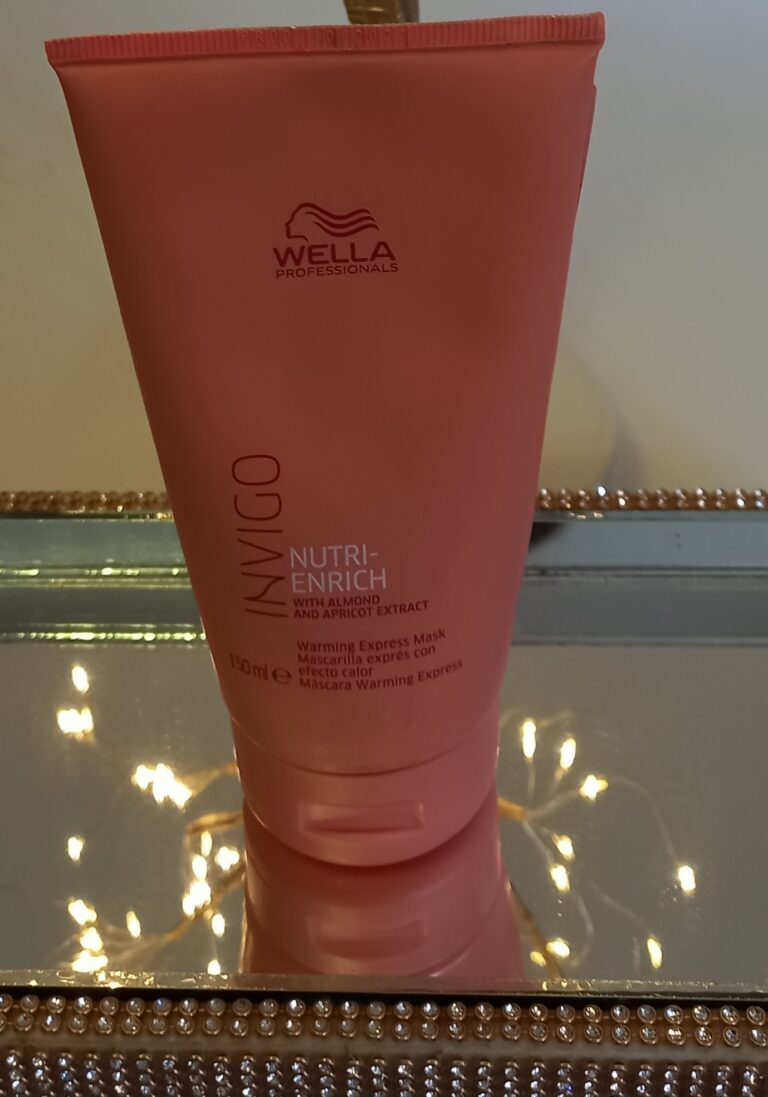 WELLA
PROFESSIONALS
INVIGO
NUTRI-
ENRICH
WITH ALMOND
AND APRICOT EXTRACT
Warming Express Mask
Mascarilla exprés con
efecto calor
Máscara Warming Express
150 ml e